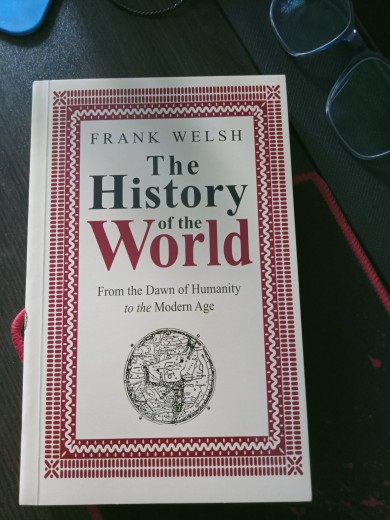 FRANK WELSH
The
History
of the
World
From the Dawn of Humanity
to the Modern Age